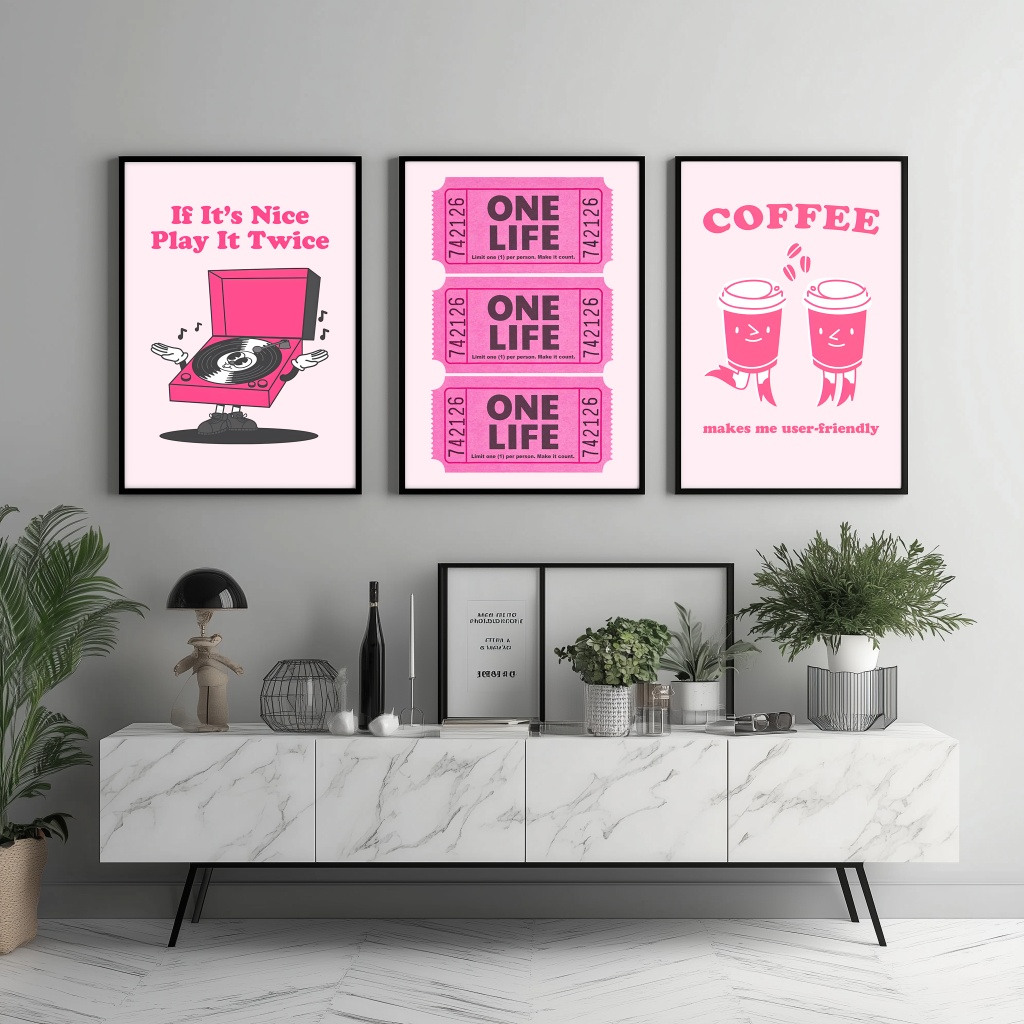 If It's Nice
Play It Twice
742126
ONE
LIFE
742126
Limit one (1) per person. Make it count.
742126
ONE
LIFE
742126
Limit one (1) per person. Make it count.
742126
ONE
LIFE
742126
Limit one (1) per person. Make it count.
COFFEE
makes me user-friendly